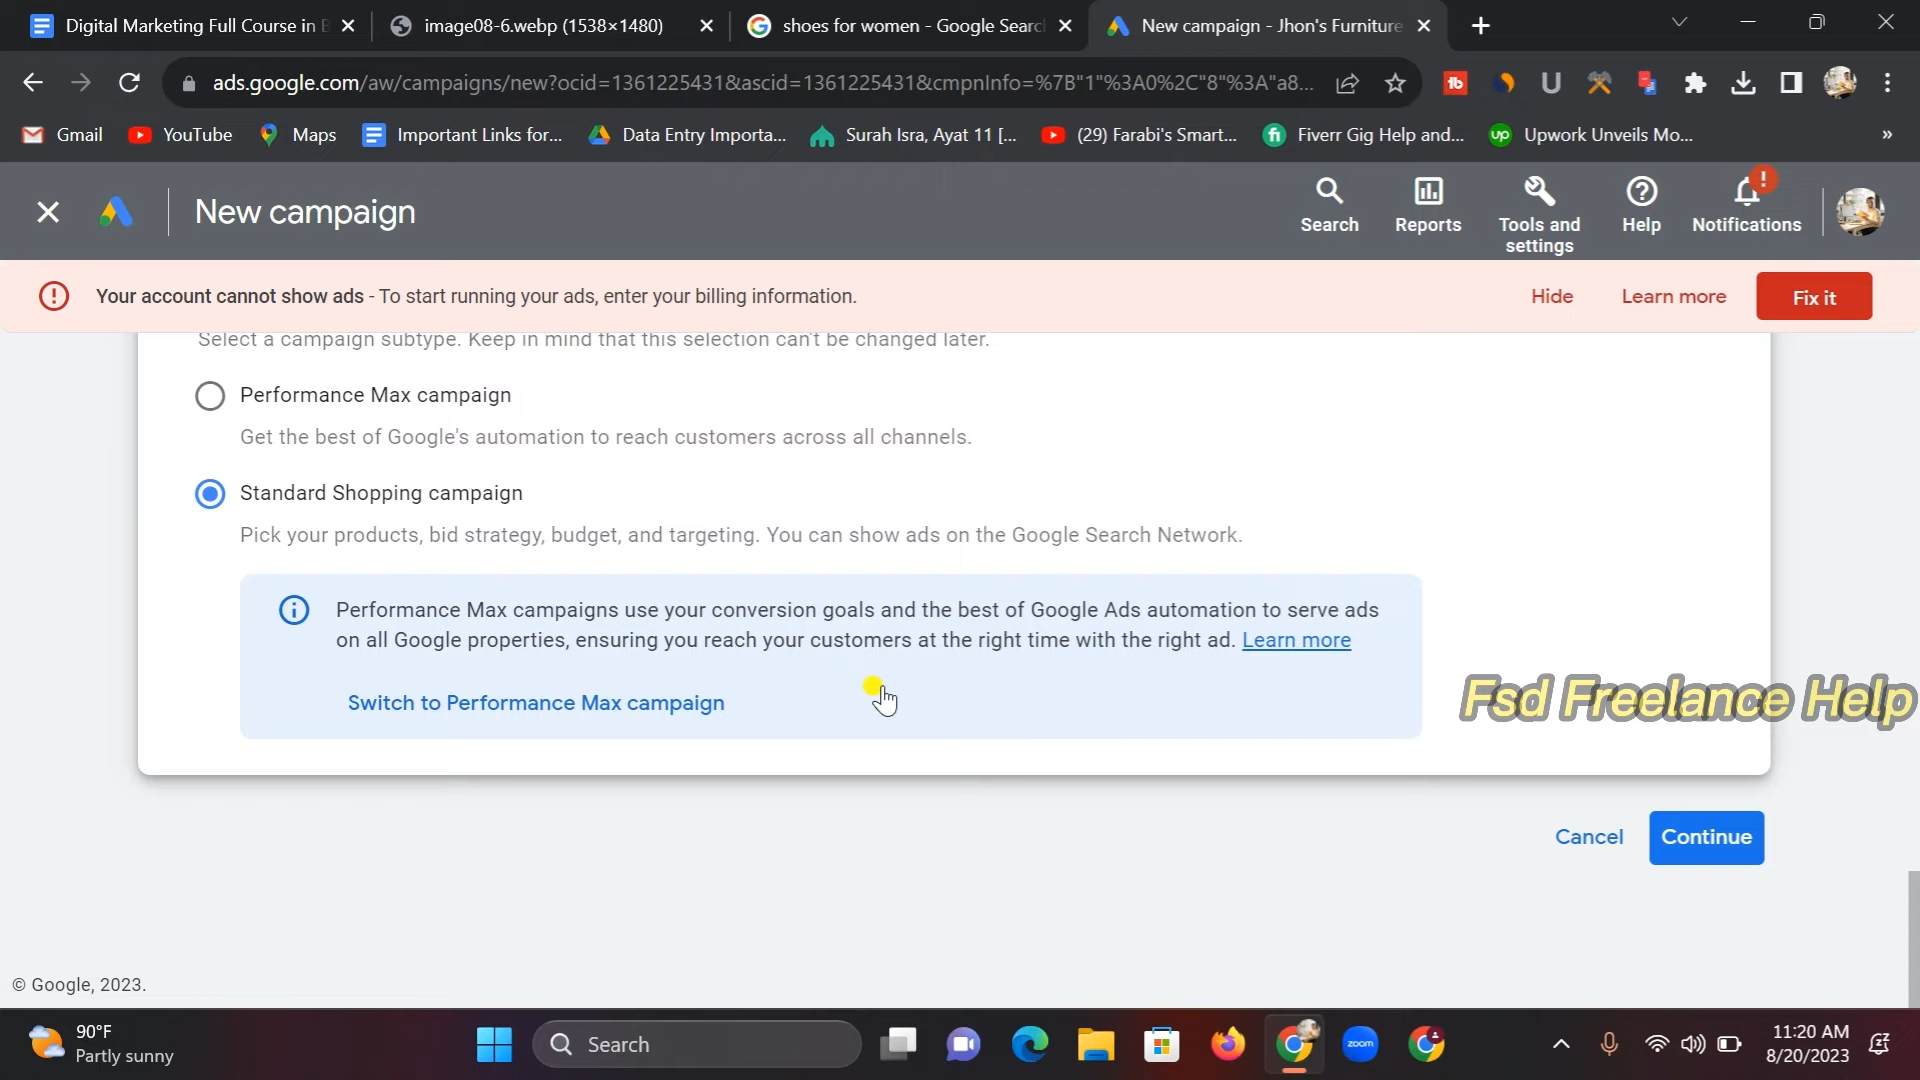 Digital Marketing Full Course in B
image08-6.webp (1538×1480)
shoes for women - Google Searc
New campaign - Jhon's Furniture
ads.google.com/aw/campaigns/new?ocid=1361225431&ascid=1361225431&cmpnInfo=%7B"1"%3A0%2C"8"%3A"a8...
Gmail
YouTube
Maps
Important Links for...
Data Entry Importa...
Surah Isra, Ayat 11 [...
(29) Farabi's Smart...
Fiverr Gig Help and...
Upwork Unveils Mo...
»
New campaign
Search
Reports
Tools and
settings
Help
Notifications
Your account cannot show ads - To start running your ads, enter your billing information.
Hide
Learn more
Fix it
Select a campaign subtype. Keep in mind that this selection can't be changed later.
Performance Max campaign
Get the best of Google's automation to reach customers across all channels.
Standard Shopping campaign
Pick your products, bid strategy, budget, and targeting. You can show ads on the Google Search Network.
Performance Max campaigns use your conversion goals and the best of Google Ads automation to serve ads
on all Google properties, ensuring you reach your customers at the right time with the right ad. Learn more
Switch to Performance Max campaign
Fsd Freelance Help
Cancel
Continue
© Google, 2023.
90°F
Partly sunny
Search
zoom
11:20 AM
8/20/2023